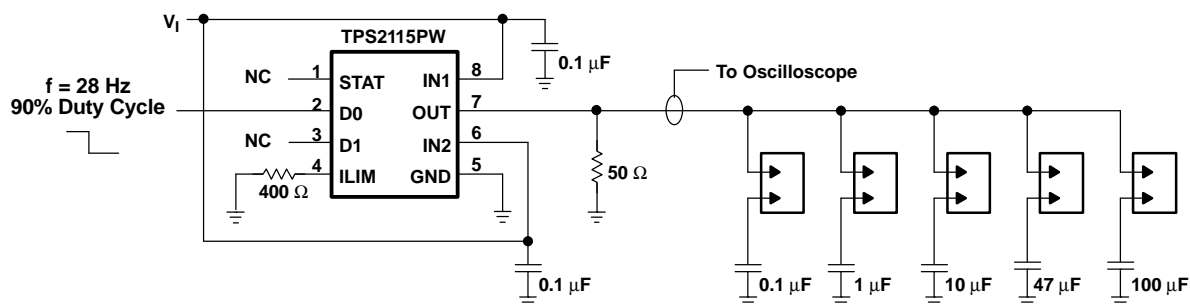 VI
TPS2115PW
0.1 μF
f = 28 Hz
90% Duty Cycle
NC
1
STAT
IN1
8
To Oscilloscope
2
D0
OUT
7
NC
3
D1
IN2
6
4
ILIM
GND
5
400 Ω
50 Ω
0.1 μF
0.1 μF
1 μF
10 μF
47 μF
100 μF